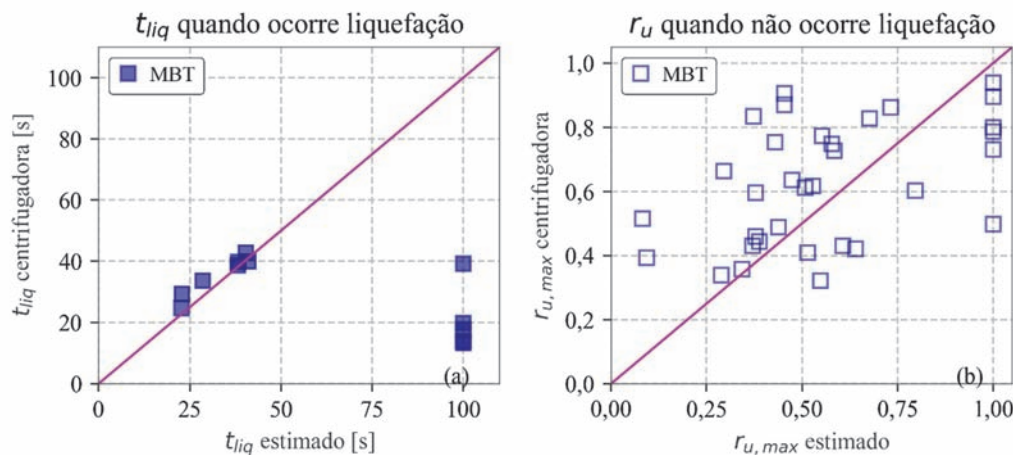 t_liq quando ocorre liquefação
MBT
t_liq centrifugadora [s]
100
80
60
40
20
0
0 25 50 75 100
(a)
t_liq estimado [s]
r_u quando não ocorre liquefação
MBT
r_u,max centrifugadora
1,0
0,8
0,6
0,4
0,2
0,0
0,00 0,25 0,50 0,75 1,00
(b)
r_u,max estimado